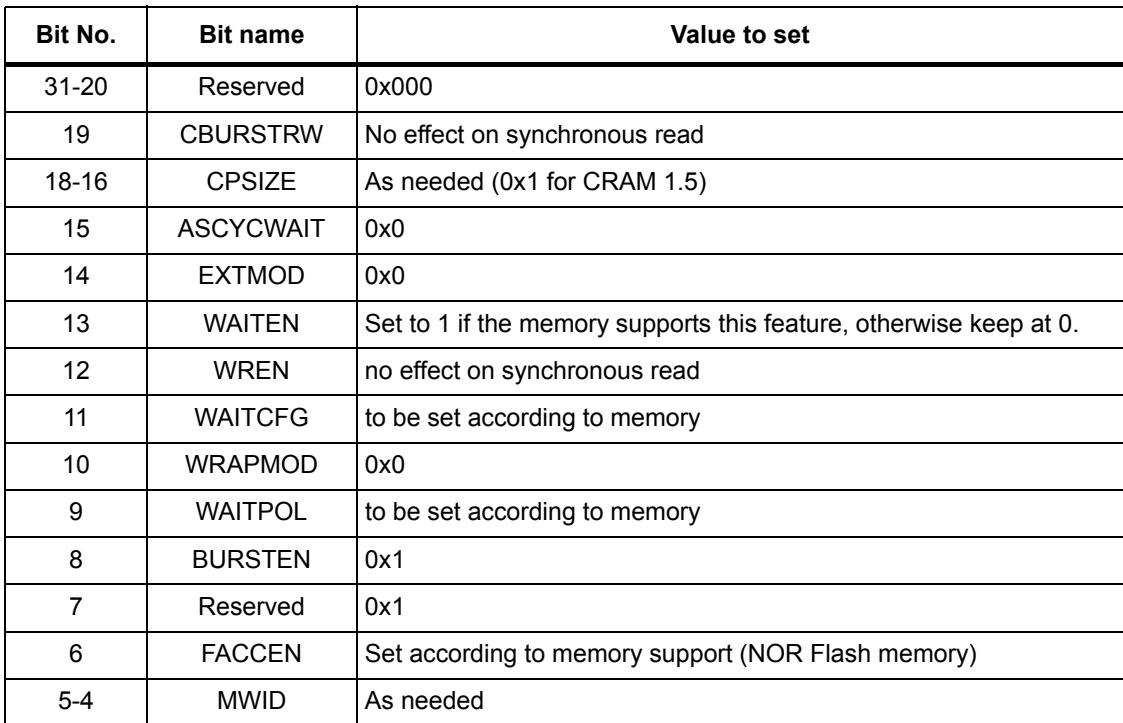 Bit No. Bit name Value to set
31-20 Reserved 0x000
19 CBURSTRW No effect on synchronous read
18-16 CPSIZE As needed (0x1 for CRAM 1.5)
15 ASCYCWAIT 0x0
14 EXTMOD 0x0
13 WAITEN Set to 1 if the memory supports this feature, otherwise keep at 0.
12 WREN no effect on synchronous read
11 WAITCFG to be set according to memory
10 WRAPMOD 0x0
9 WAITPOL to be set according to memory
8 BURSTEN 0x1
7 Reserved 0x1
6 FACCEN Set according to memory support (NOR Flash memory)
5-4 MWID As needed